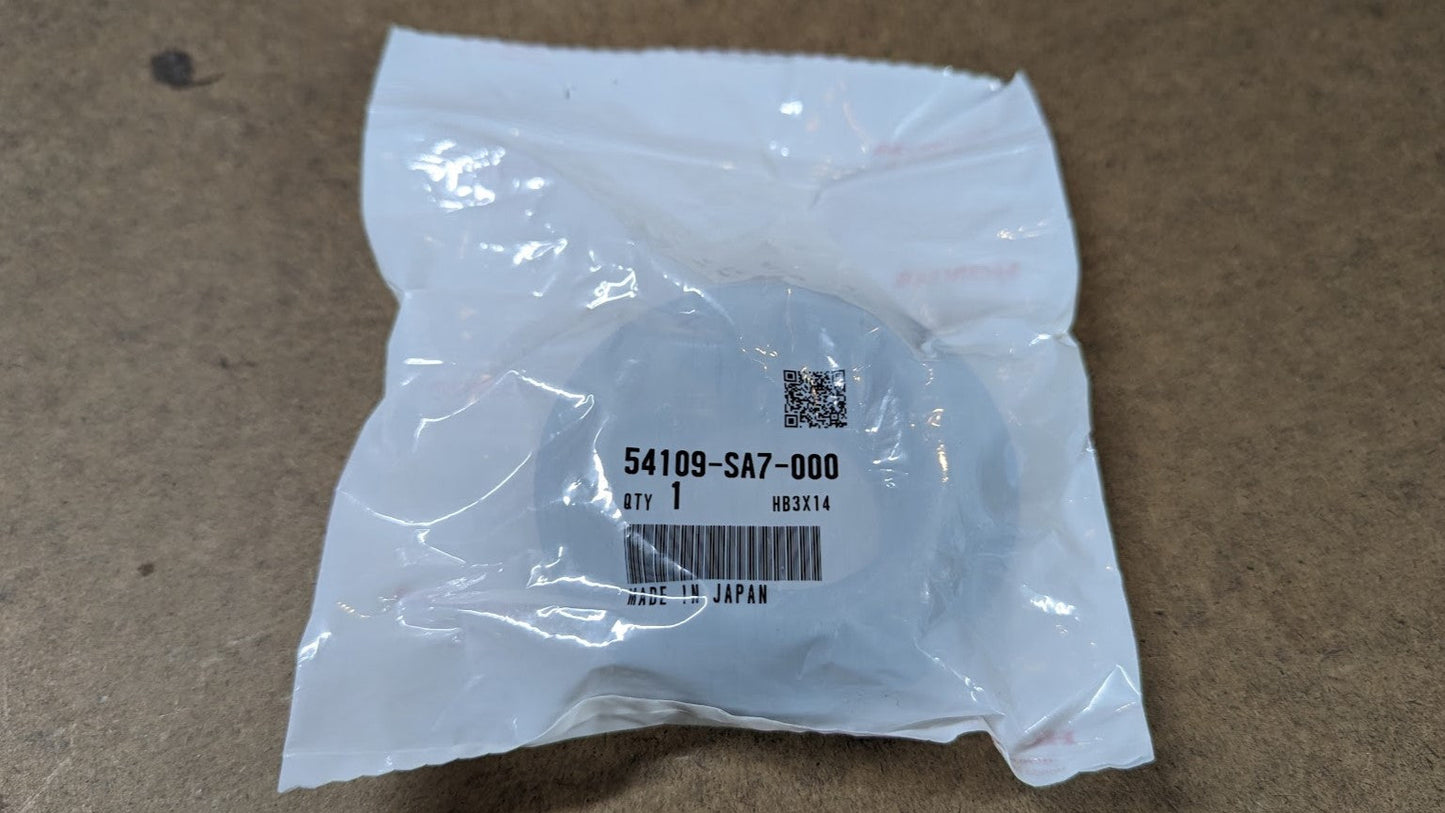 54109-SA7-000
QTY 1 HB3X14
MADE IN JAPAN